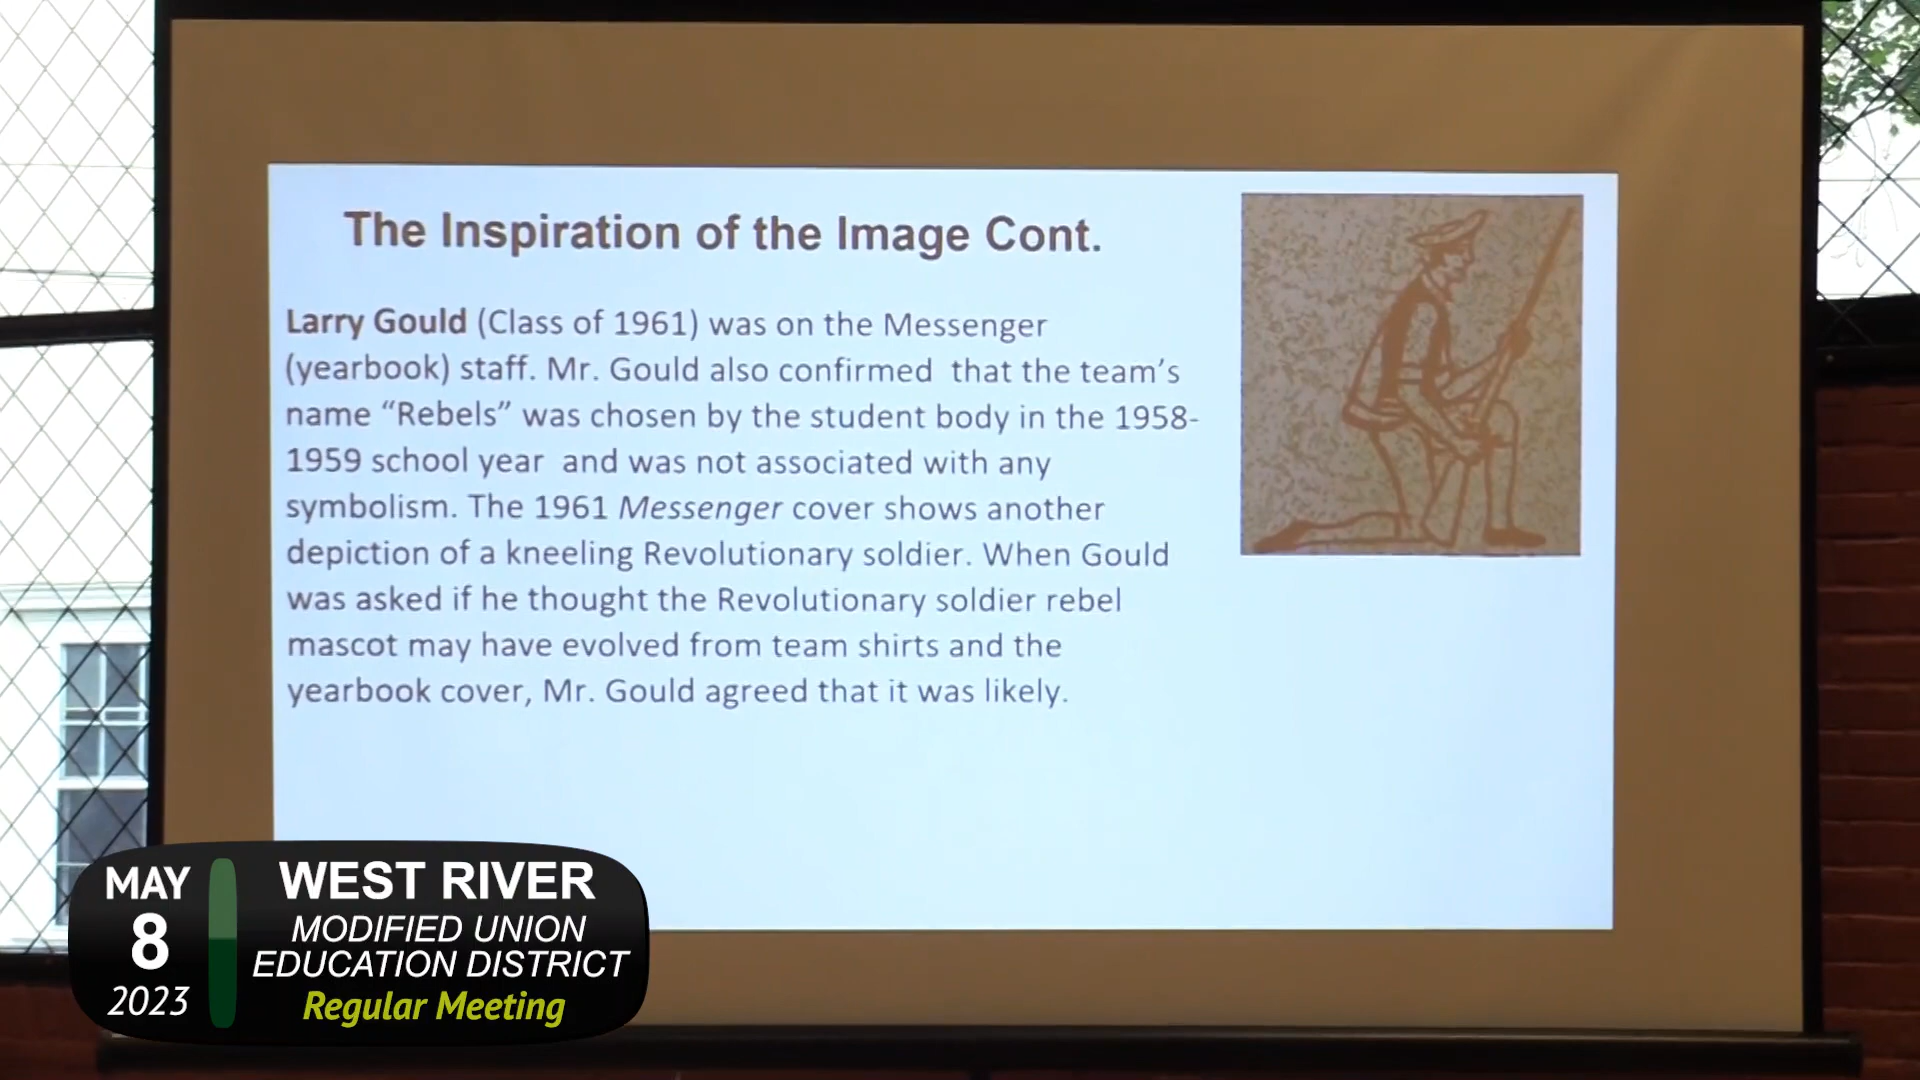 The Inspiration of the Image Cont.
Larry Gould (Class of 1961) was on the Messenger
(yearbook) staff. Mr. Gould also confirmed that the team’s
name “Rebels” was chosen by the student body in the 1958-
1959 school year and was not associated with any
symbolism. The 1961 Messenger cover shows another
depiction of a kneeling Revolutionary soldier. When Gould
was asked if he thought the Revolutionary soldier rebel
mascot may have evolved from team shirts and the
yearbook cover, Mr. Gould agreed that it was likely.
MAY
8
2023
WEST RIVER
MODIFIED UNION
EDUCATION DISTRICT
Regular Meeting